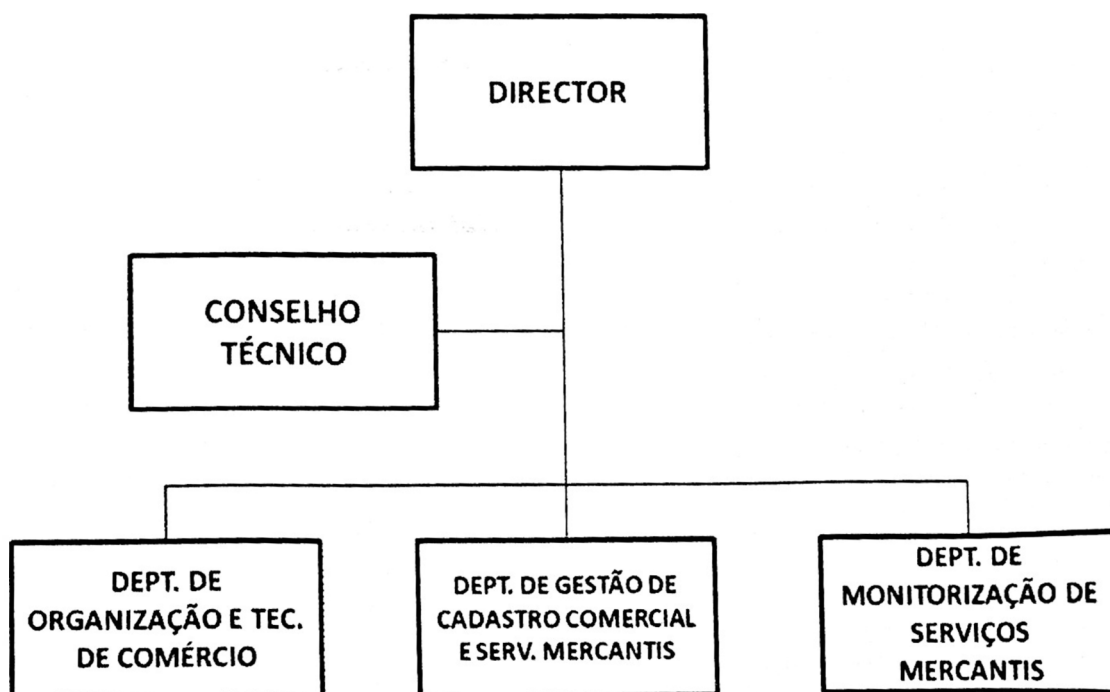 DIRECTOR
CONSELHO
TÉCNICO
DEPT. DE
ORGANIZAÇÃO E TEC.
DE COMÉRCIO
DEPT. DE GESTÃO DE
CADASTRO COMERCIAL
E SERV. MERCANTIS
DEPT. DE
MONITORIZAÇÃO DE
SERVIÇOS
MERCANTIS